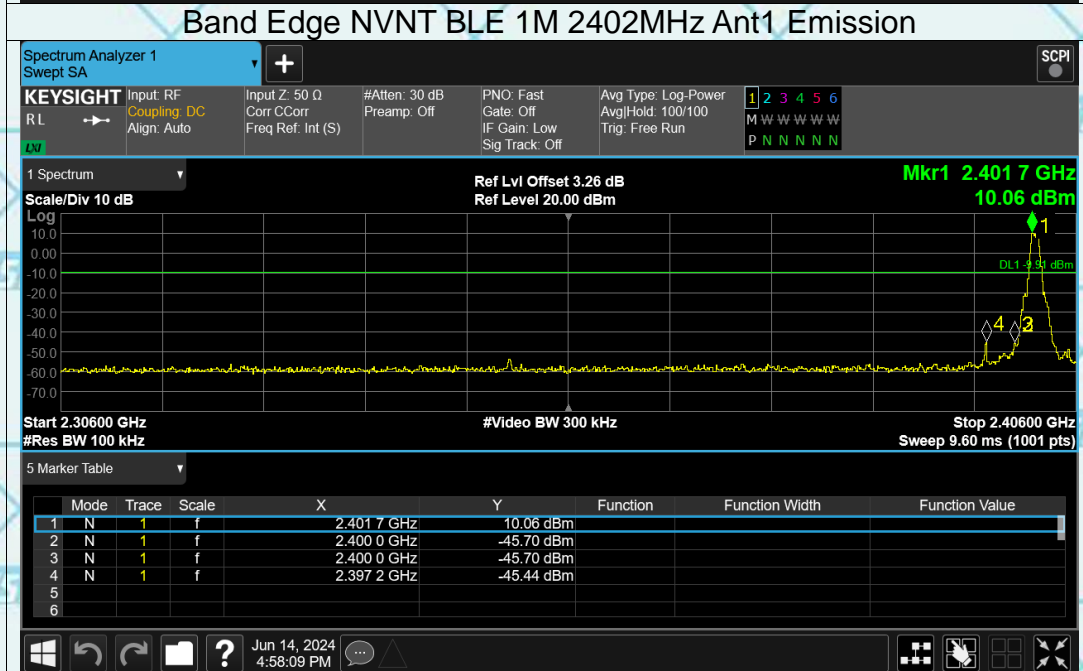 Band Edge NVNT BLE 1M 2402MHz Ant1 Emission
Spectrum Analyzer 1
Swept SA
▼
+
SCPI
KEYSIGHT
RL
LXI
Input: RF
Coupling: DC
Align: Auto
Input Z: 50 Ω
Corr CCorr
Freq Ref: Int (S)
#Atten: 30 dB
Preamp: Off
PNO: Fast
Gate: Off
IF Gain: Low
Sig Track: Off
Avg Type: Log-Power
Avg|Hold: 100/100
Trig: Free Run
1 2 3 4 5 6
M W W W W W
P N N N N N
1 Spectrum ▼
Scale/Div 10 dB
Ref Lvl Offset 3.26 dB
Ref Level 20.00 dBm
Mkr1 2.401 7 GHz
10.06 dBm
Log
10.0
0.00
-10.0
-20.0
-30.0
-40.0
-50.0
-60.0
-70.0
1
DL1 -9.91 dBm
4
Start 2.30600 GHz
#Res BW 100 kHz
#Video BW 300 kHz
Stop 2.40600 GHz
Sweep 9.60 ms (1001 pts)
5 Marker Table ▼
Mode Trace Scale X Y Function Function Width Function Value
1 N 1 f 2.401 7 GHz 10.06 dBm
2 N 1 f 2.400 0 GHz -45.70 dBm
3 N 1 f 2.400 0 GHz -45.70 dBm
4 N 1 f 2.397 2 GHz -45.44 dBm
5
6
?
Jun 14, 2024
4:58:09 PM